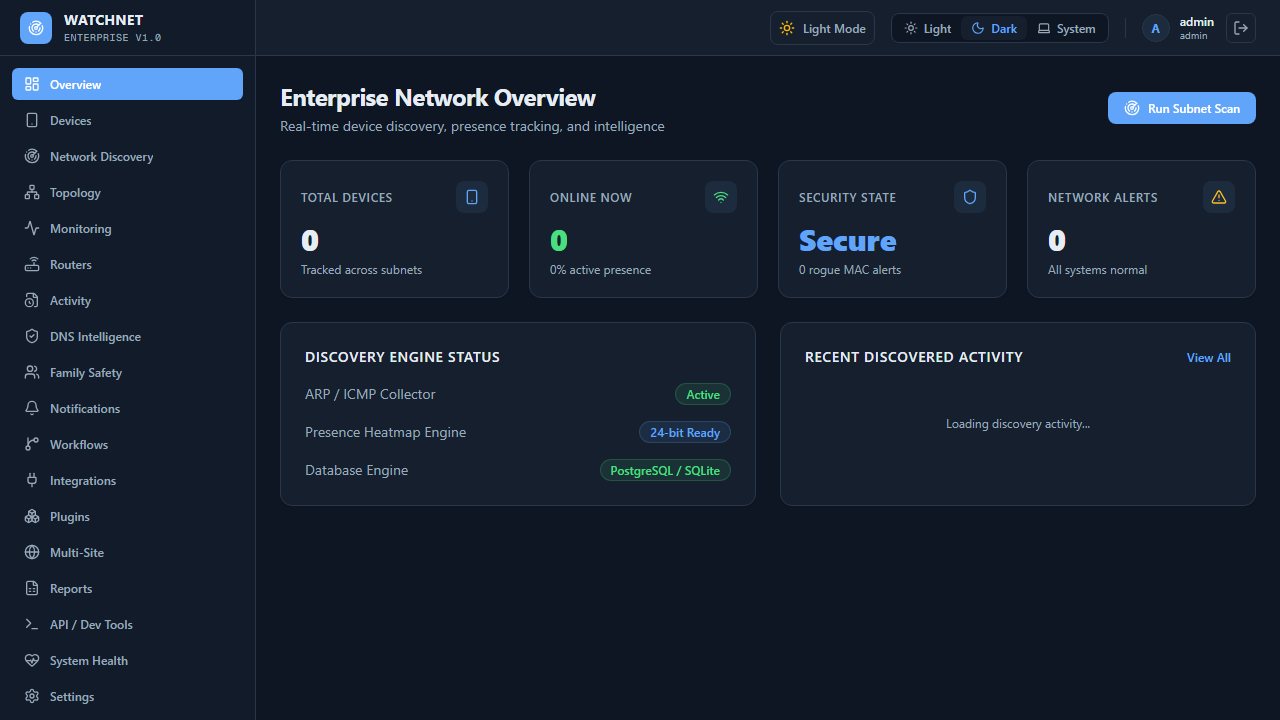 WATCHNET
ENTERPRISE V1.0
Light Mode
Light
Dark
System
A
admin
admin
Overview
Devices
Network Discovery
Topology
Monitoring
Routers
Activity
DNS Intelligence
Family Safety
Notifications
Workflows
Integrations
Plugins
Multi-Site
Reports
API / Dev Tools
System Health
Settings
Enterprise Network Overview
Real-time device discovery, presence tracking, and intelligence
Run Subnet Scan
TOTAL DEVICES
0
Tracked across subnets
ONLINE NOW
0
0% active presence
SECURITY STATE
Secure
0 rogue MAC alerts
NETWORK ALERTS
0
All systems normal
DISCOVERY ENGINE STATUS
ARP / ICMP Collector
Active
Presence Heatmap Engine
24-bit Ready
Database Engine
PostgreSQL / SQLite
RECENT DISCOVERED ACTIVITY
View All
Loading discovery activity...